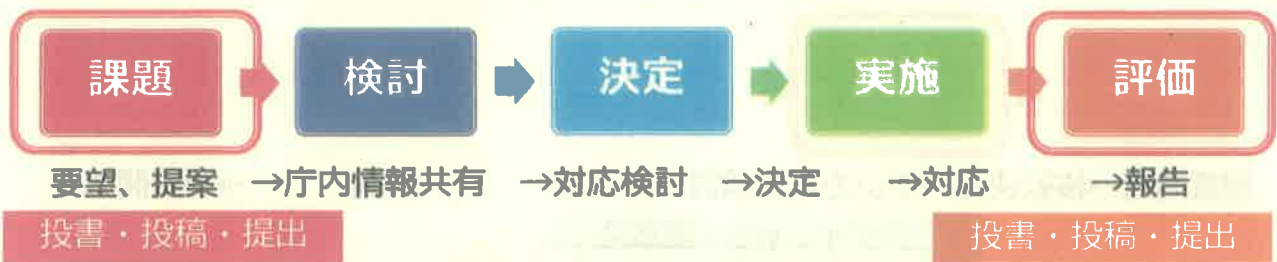 課題 検討 決定 実施 評価
要望、提案 →庁内情報共有 →対応検討 →決定 →対応 →報告
投書・投稿・提出 投書・投稿・提出